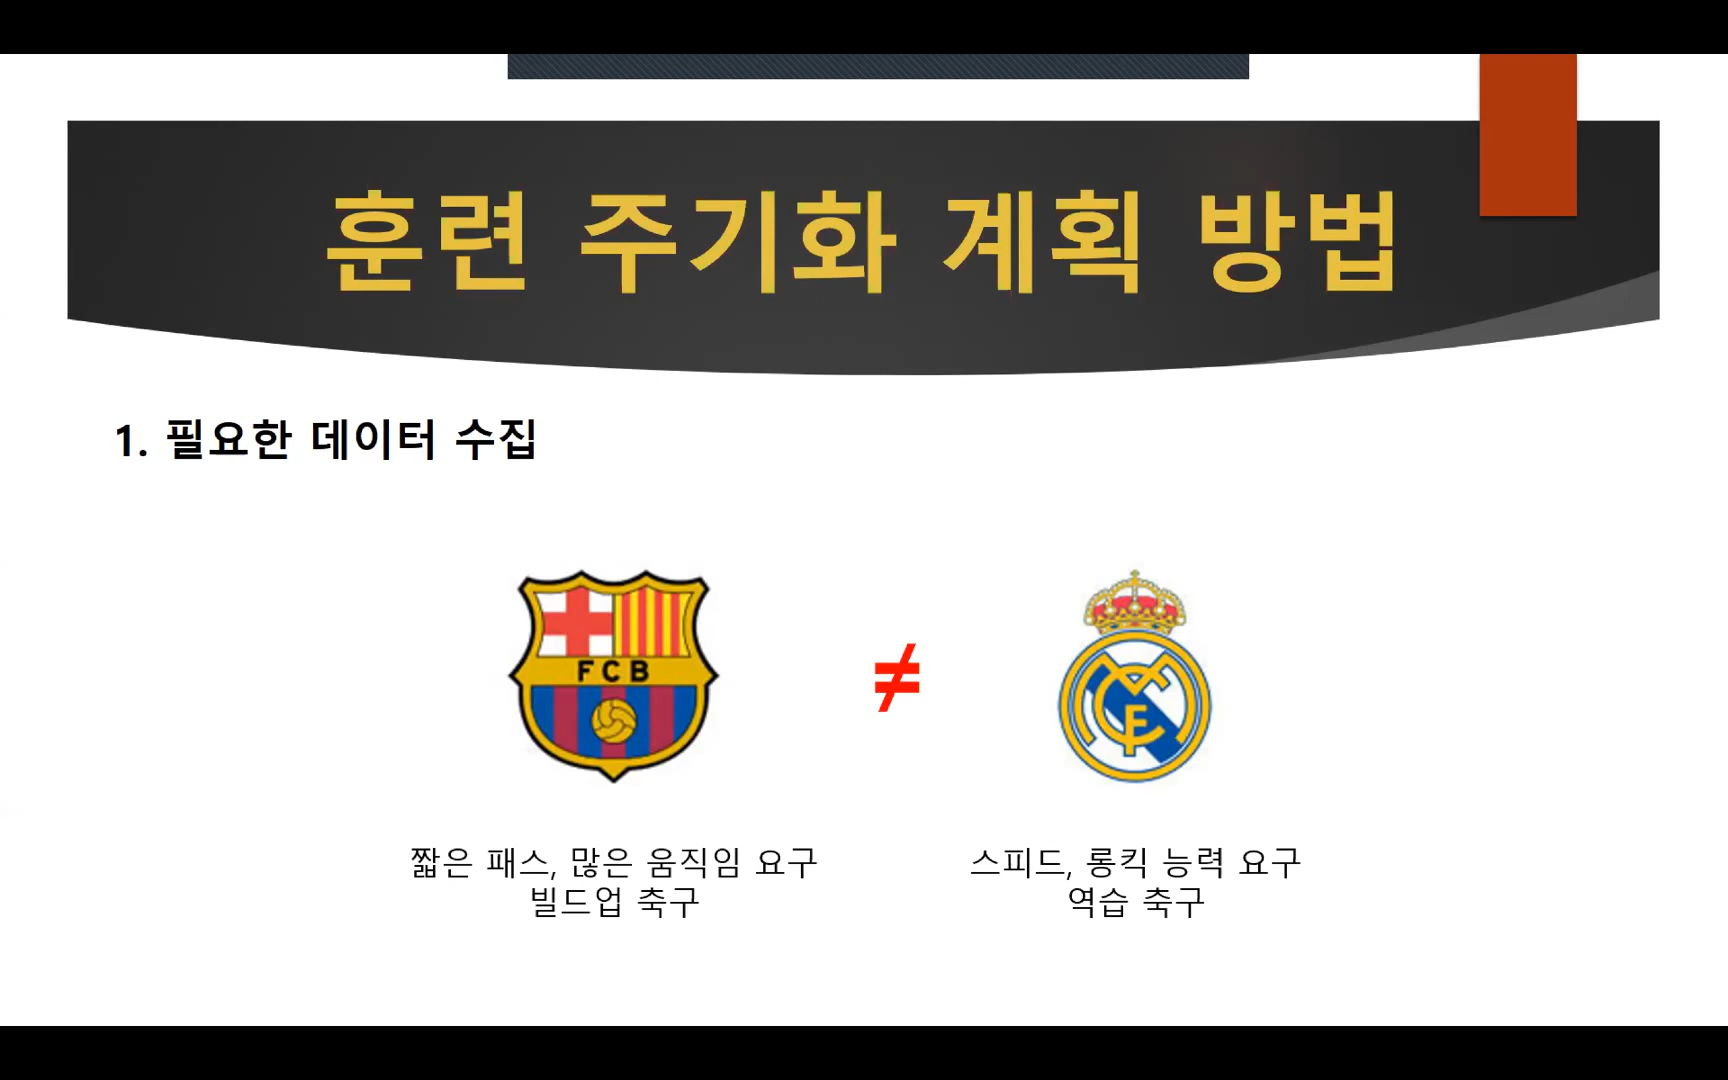 훈련 주기화 계획 방법
1. 필요한 데이터 수집
FCB
≠
짧은 패스, 많은 움직임 요구
빌드업 축구
스피드, 롱킥 능력 요구
역습 축구